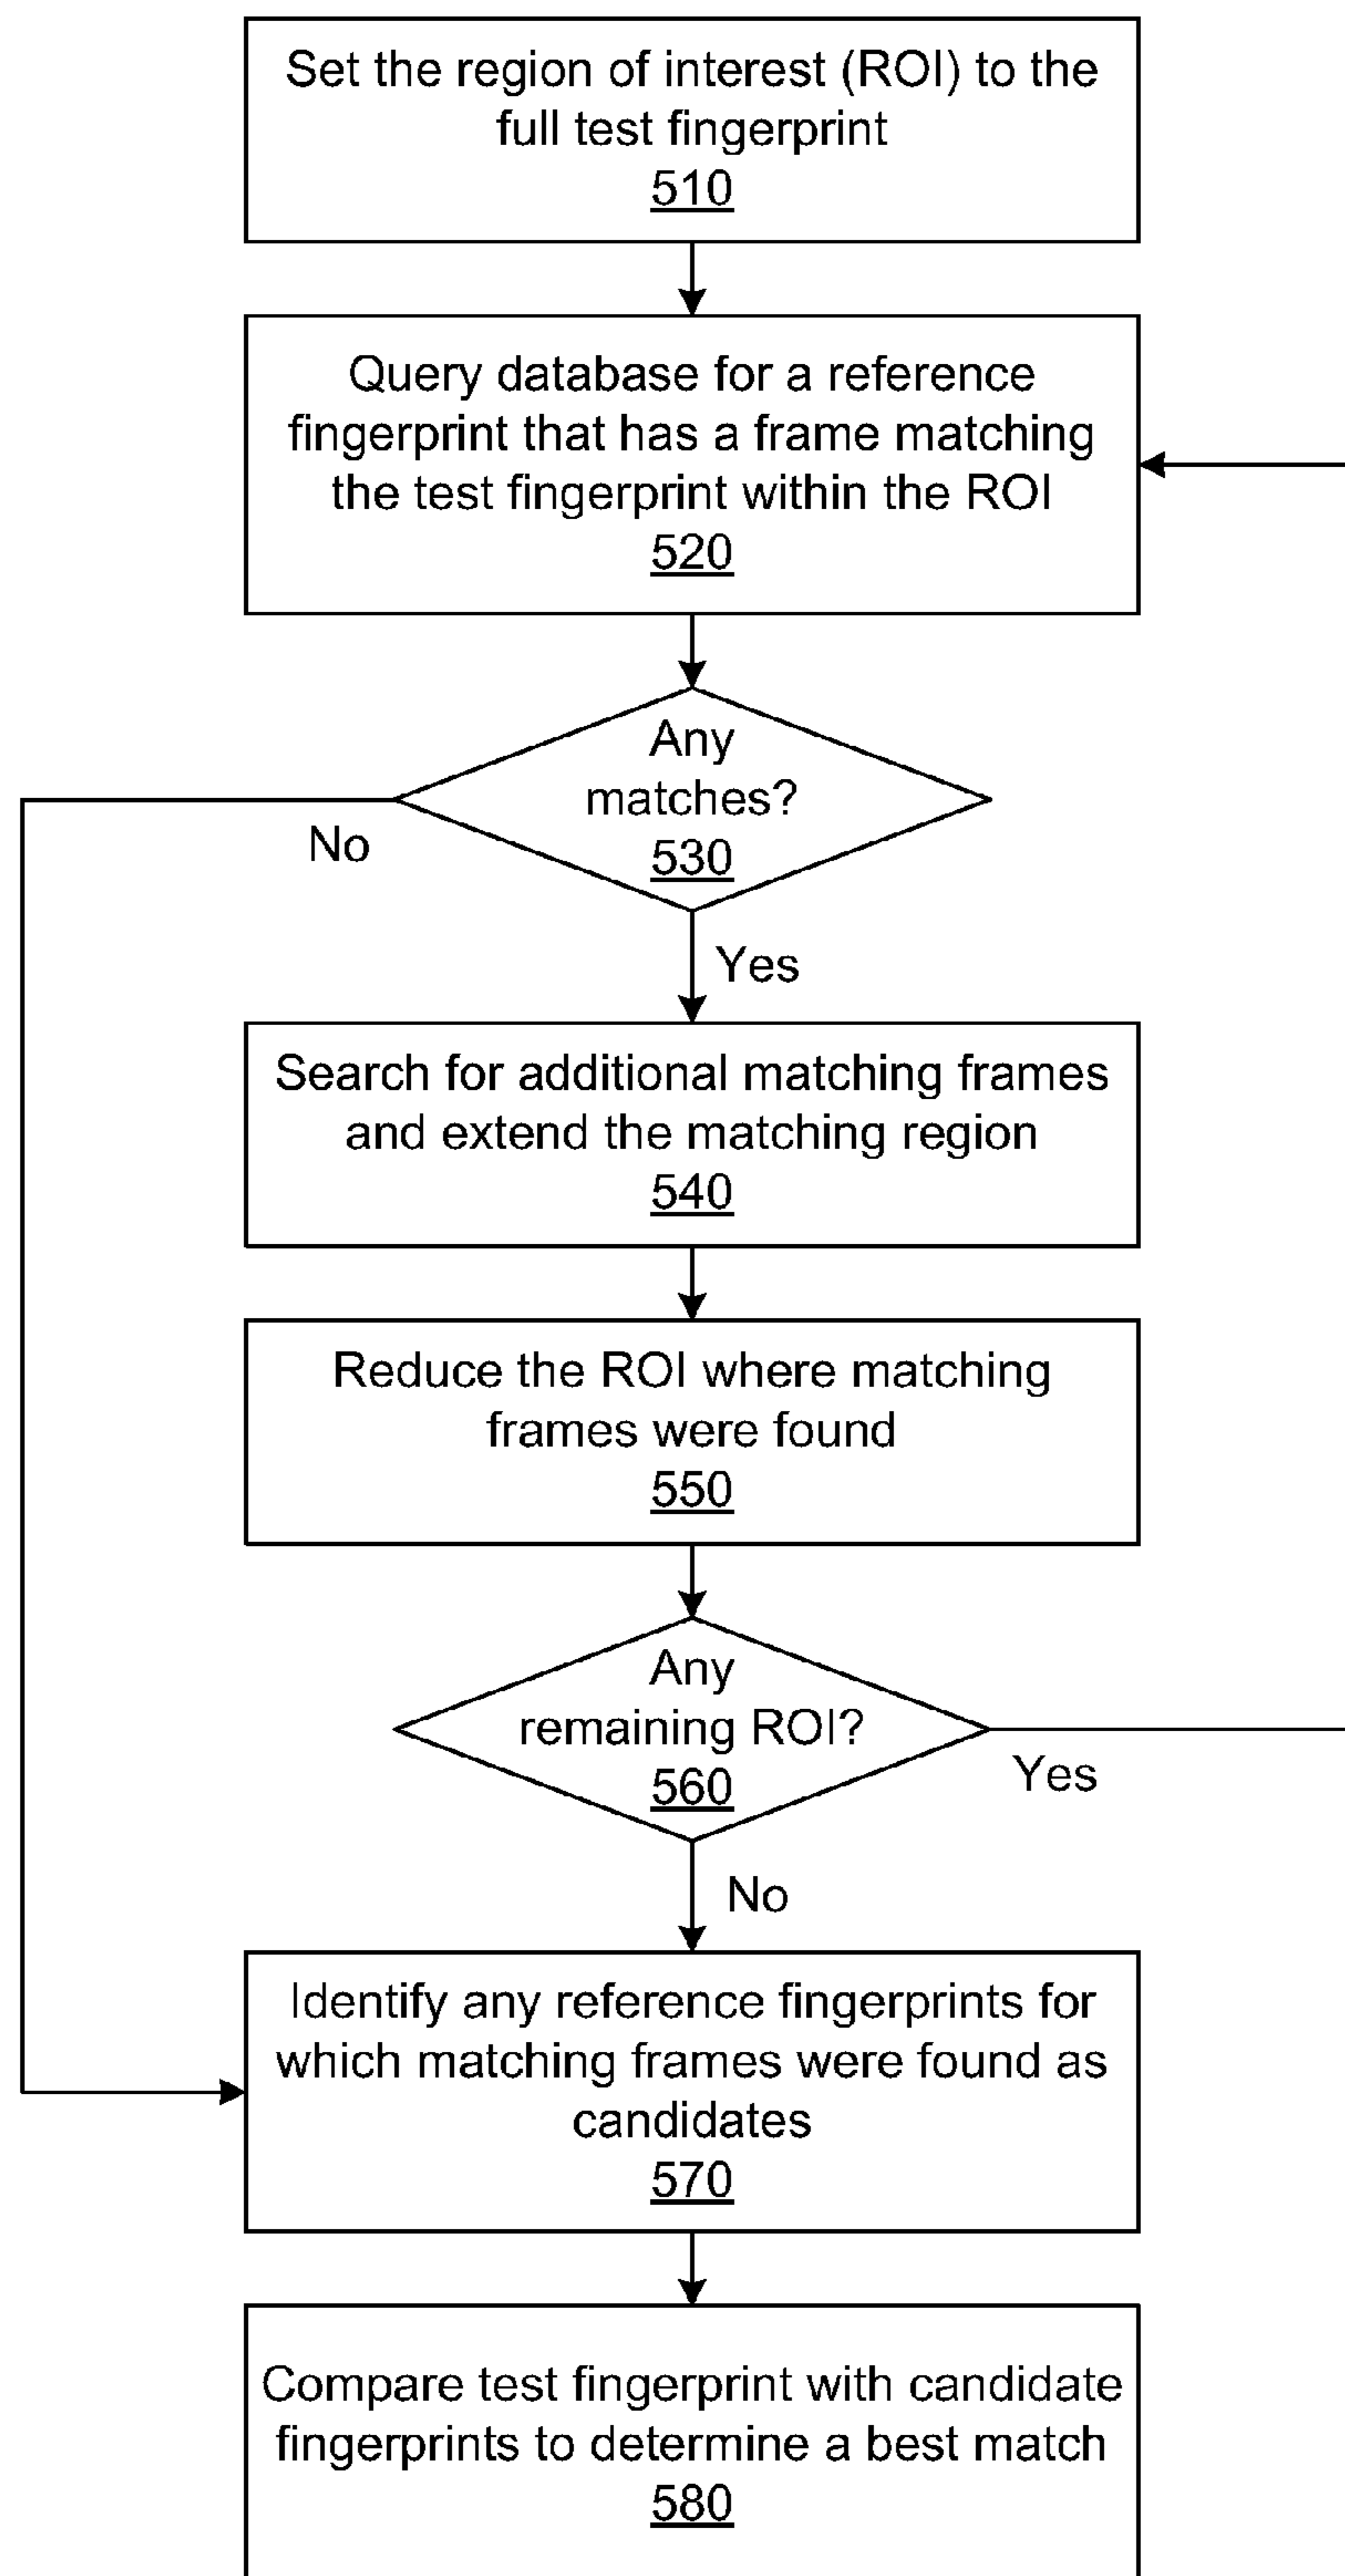 Set the region of interest (ROI) to the
full test fingerprint
510
Query database for a reference
fingerprint that has a frame matching
the test fingerprint within the ROI
520
Any
matches?
530
No
Yes
Search for additional matching frames
and extend the matching region
540
Reduce the ROI where matching
frames were found
550
Any
remaining ROI?
560
Yes
No
Identify any reference fingerprints for
which matching frames were found as
candidates
570
Compare test fingerprint with candidate
fingerprints to determine a best match
580